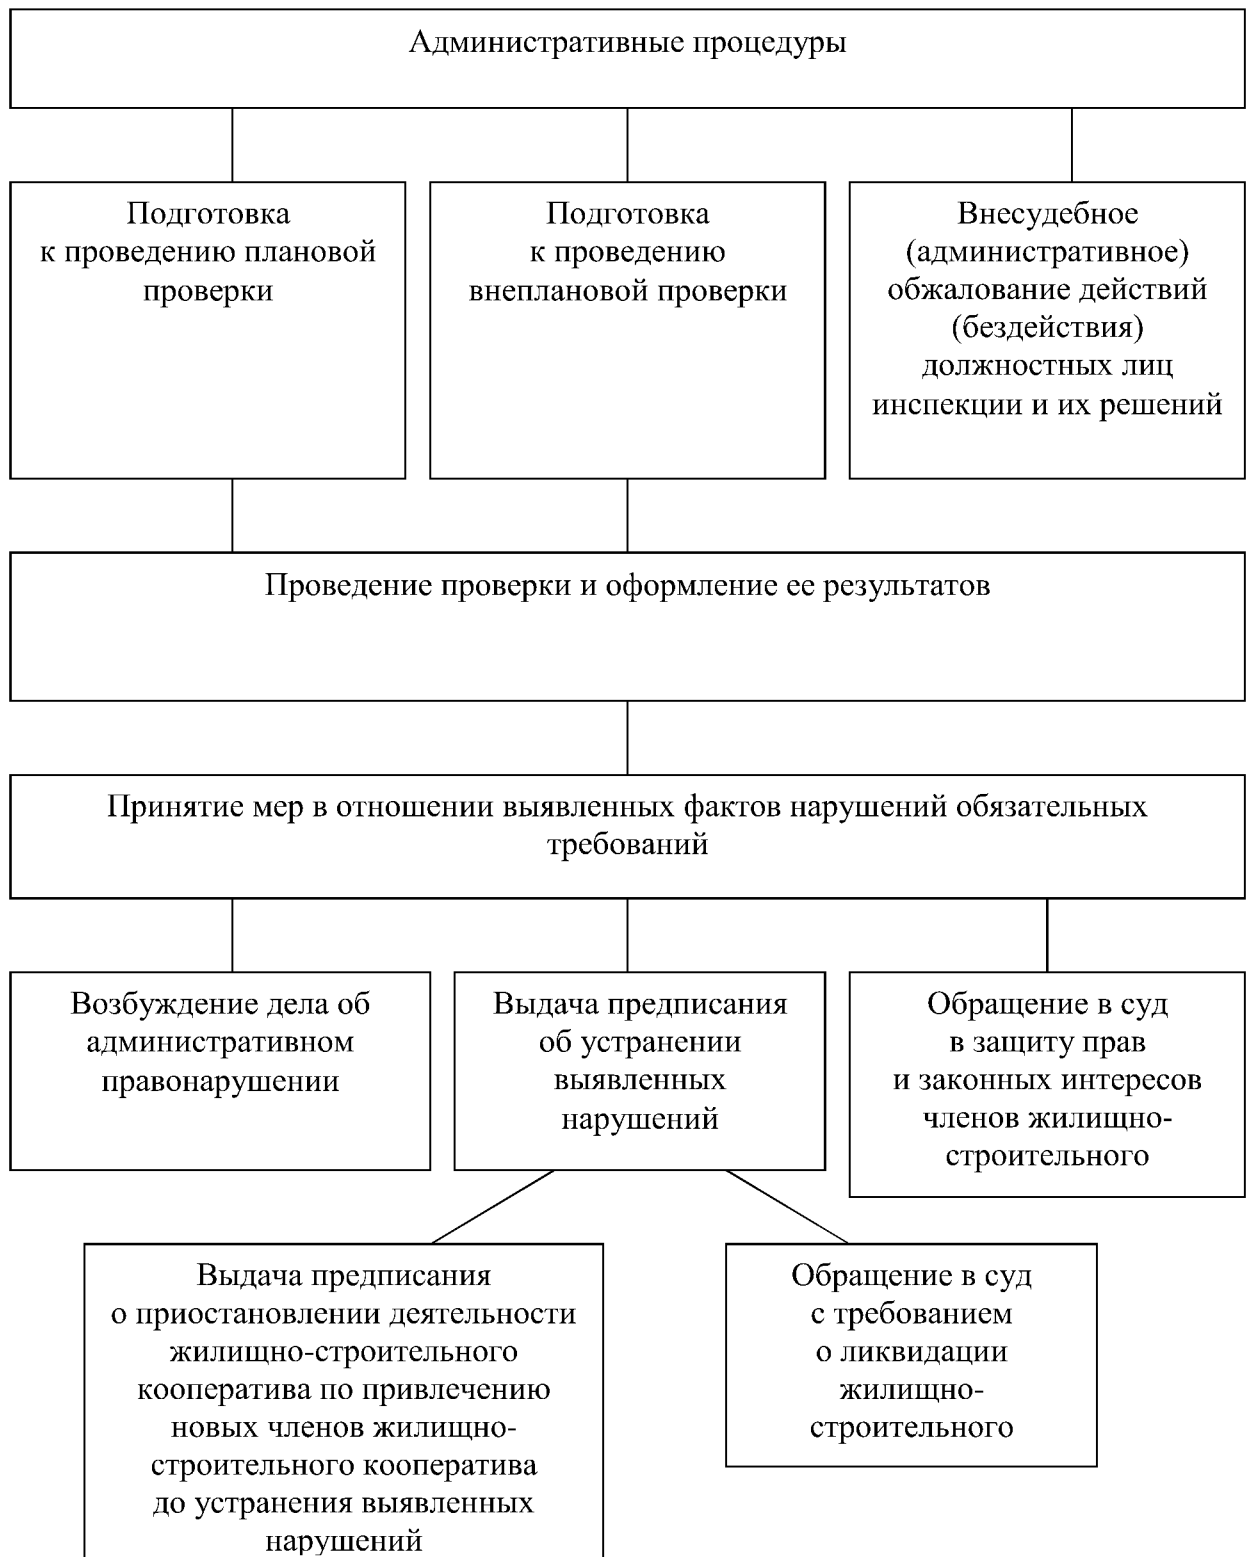 Административные процедуры
Подготовка
к проведению плановой
проверки
Подготовка
к проведению
внеплановой проверки
Внесудебное
(административное)
обжалование действий
(бездействия)
должностных лиц
инспекции и их решений
Проведение проверки и оформление ее результатов
Принятие мер в отношении выявленных фактов нарушений обязательных
требований
Возбуждение дела об
административном
правонарушении
Выдача предписания
об устранении
выявленных
нарушений
Обращение в суд
в защиту прав
и законных интересов
членов жилищно-
строительного
Выдача предписания
о приостановлении деятельности
жилищно-строительного
кооператива по привлечению
новых членов жилищно-
строительного кооператива
до устранения выявленных
нарушений
Обращение в суд
с требованием
о ликвидации
жилищно-
строительного